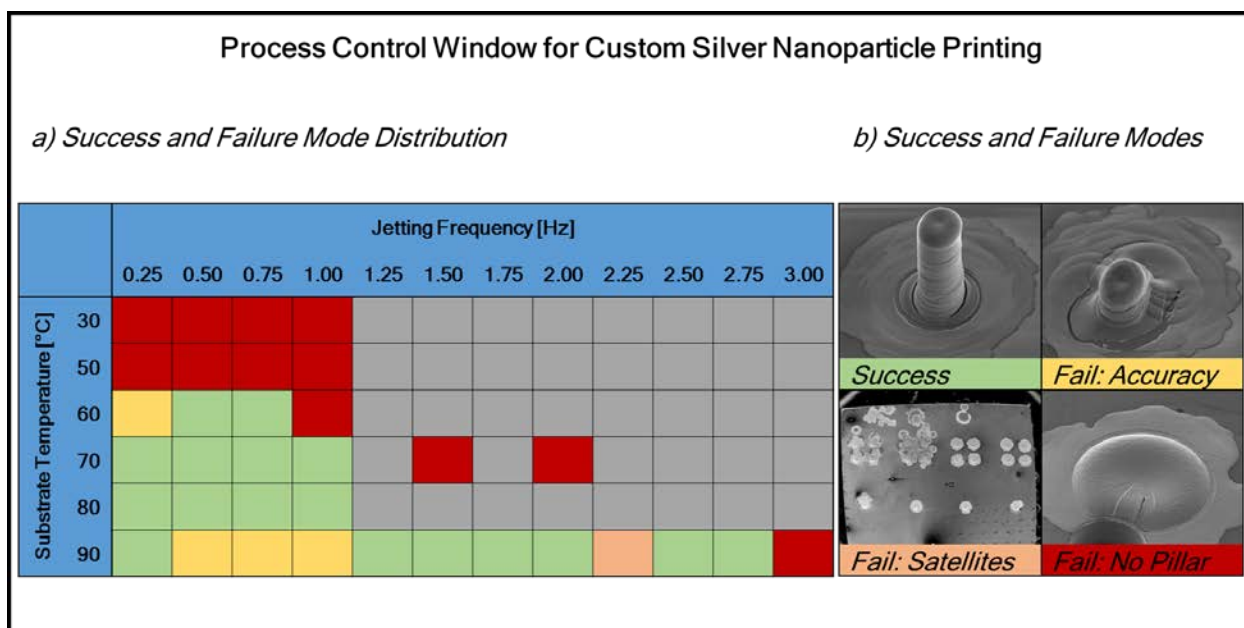 Process Control Window for Custom Silver Nanoparticle Printing
a) Success and Failure Mode Distribution
b) Success and Failure Modes
Jetting Frequency [Hz]
0.25 0.50 0.75 1.00 1.25 1.50 1.75 2.00 2.25 2.50 2.75 3.00
Substrate Temperature [°C]
30
50
60
70
80
90
Success
Fail: Accuracy
Fail: Satellites
Fail: No Pillar